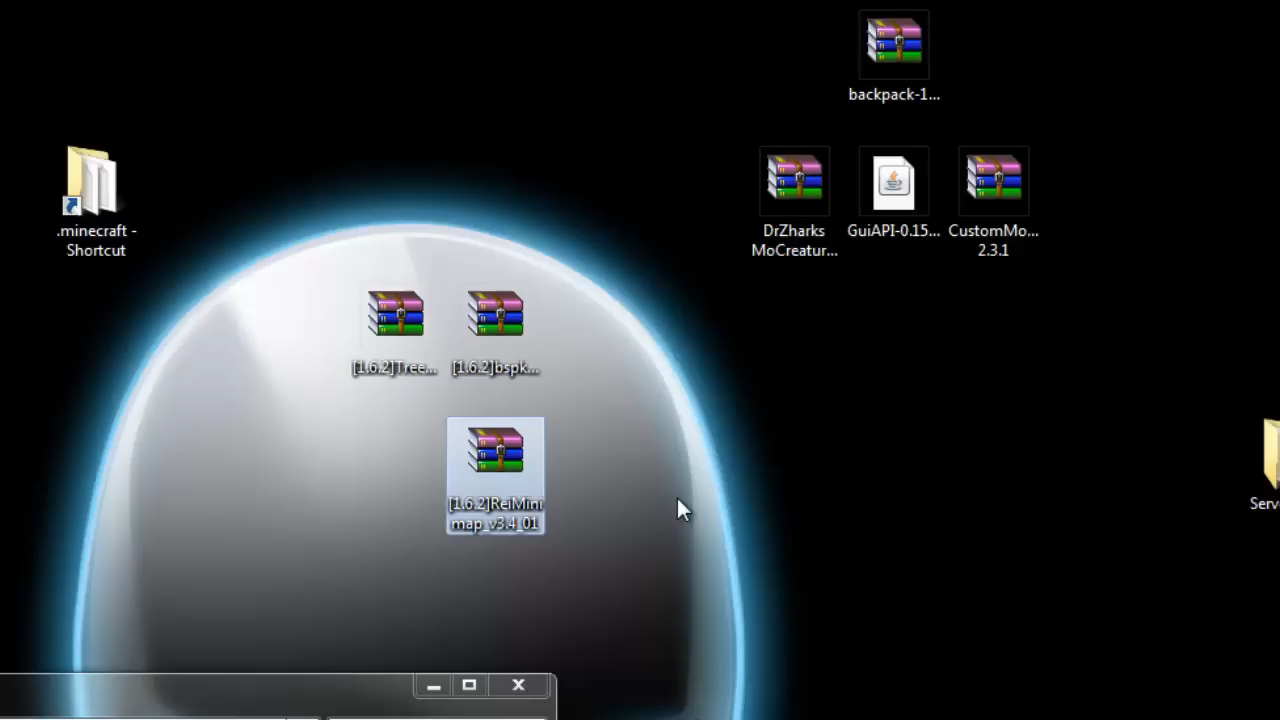 backpack-1...
.minecraft -
Shortcut
DrZharks
MoCreatur...
GuiAPI-0.15...
CustomMo...
2.3.1
[1.6.2]Tree...
[1.6.2]bspk...
[1.6.2]ReiMini
map_v3.4_01
Serv